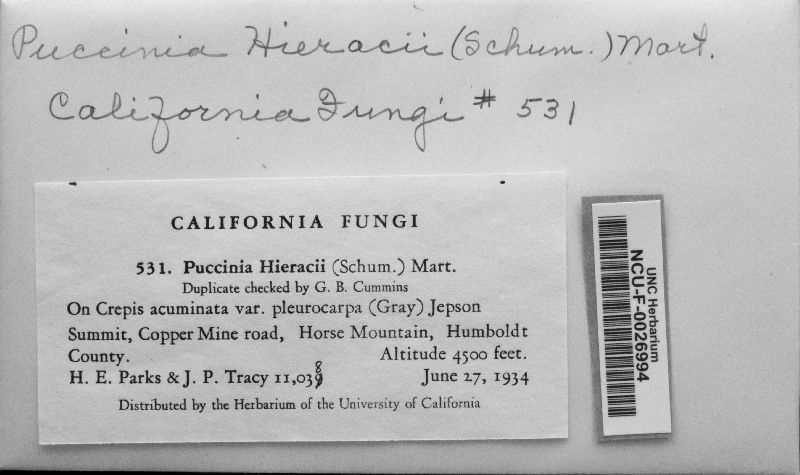 Puccinia Hieracii (Schum.) Mart.
California Fungi # 531
CALIFORNIA FUNGI
531. Puccinia Hieracii (Schum.) Mart.
Duplicate checked by G. B. Cummins
On Crepis acuminata var. pleurocarpa (Gray) Jepson
Summit, Copper Mine road, Horse Mountain, Humboldt
County. Altitude 4500 feet.
H. E. Parks & J. P. Tracy 11,038 June 27, 1934
Distributed by the Herbarium of the University of California
UNC Herbarium
NCU-F-0026994